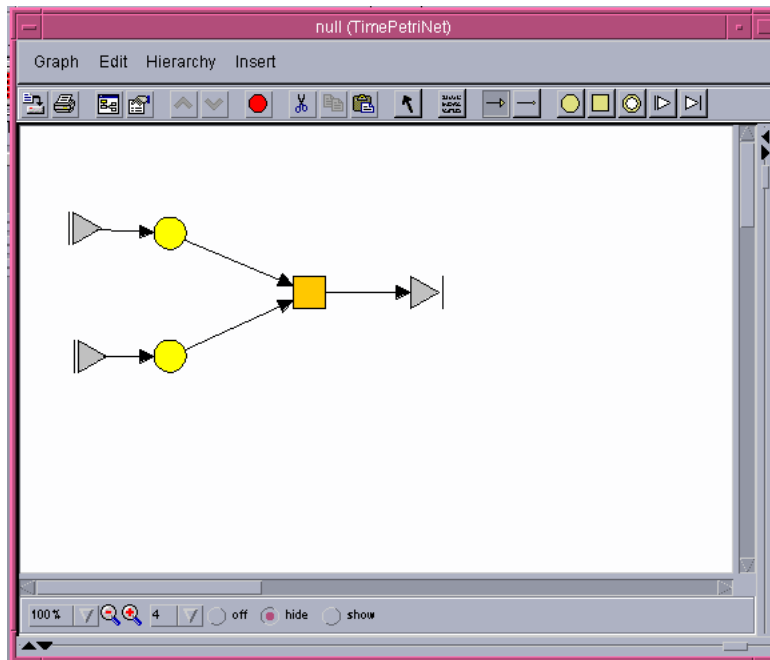 null (TimePetriNet)
Graph Edit Hierarchy Insert
100% 4 off hide show